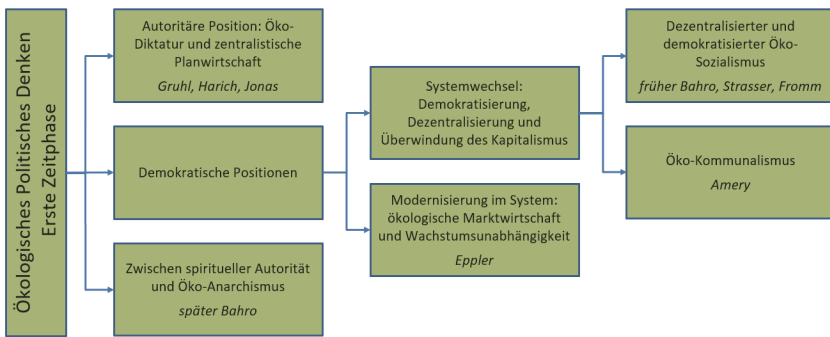 Ökologisches Politisches Denken
Erste Zeitphase
Autoritäre Position: Öko-
Diktatur und zentralistische
Planwirtschaft
Gruhl, Harich, Jonas
Demokratische Positionen
Zwischen spiritueller Autorität
und Öko-Anarchismus
später Bahro
Systemwechsel:
Demokratisierung,
Dezentralisierung und
Überwindung des Kapitalismus
Modernisierung im System:
ökologische Marktwirtschaft
und Wachstumsunabhängigkeit
Eppler
Dezentralisierter und
demokratisierter Öko-
Sozialismus
früher Bahro, Strasser, Fromm
Öko-Kommunalismus
Amery